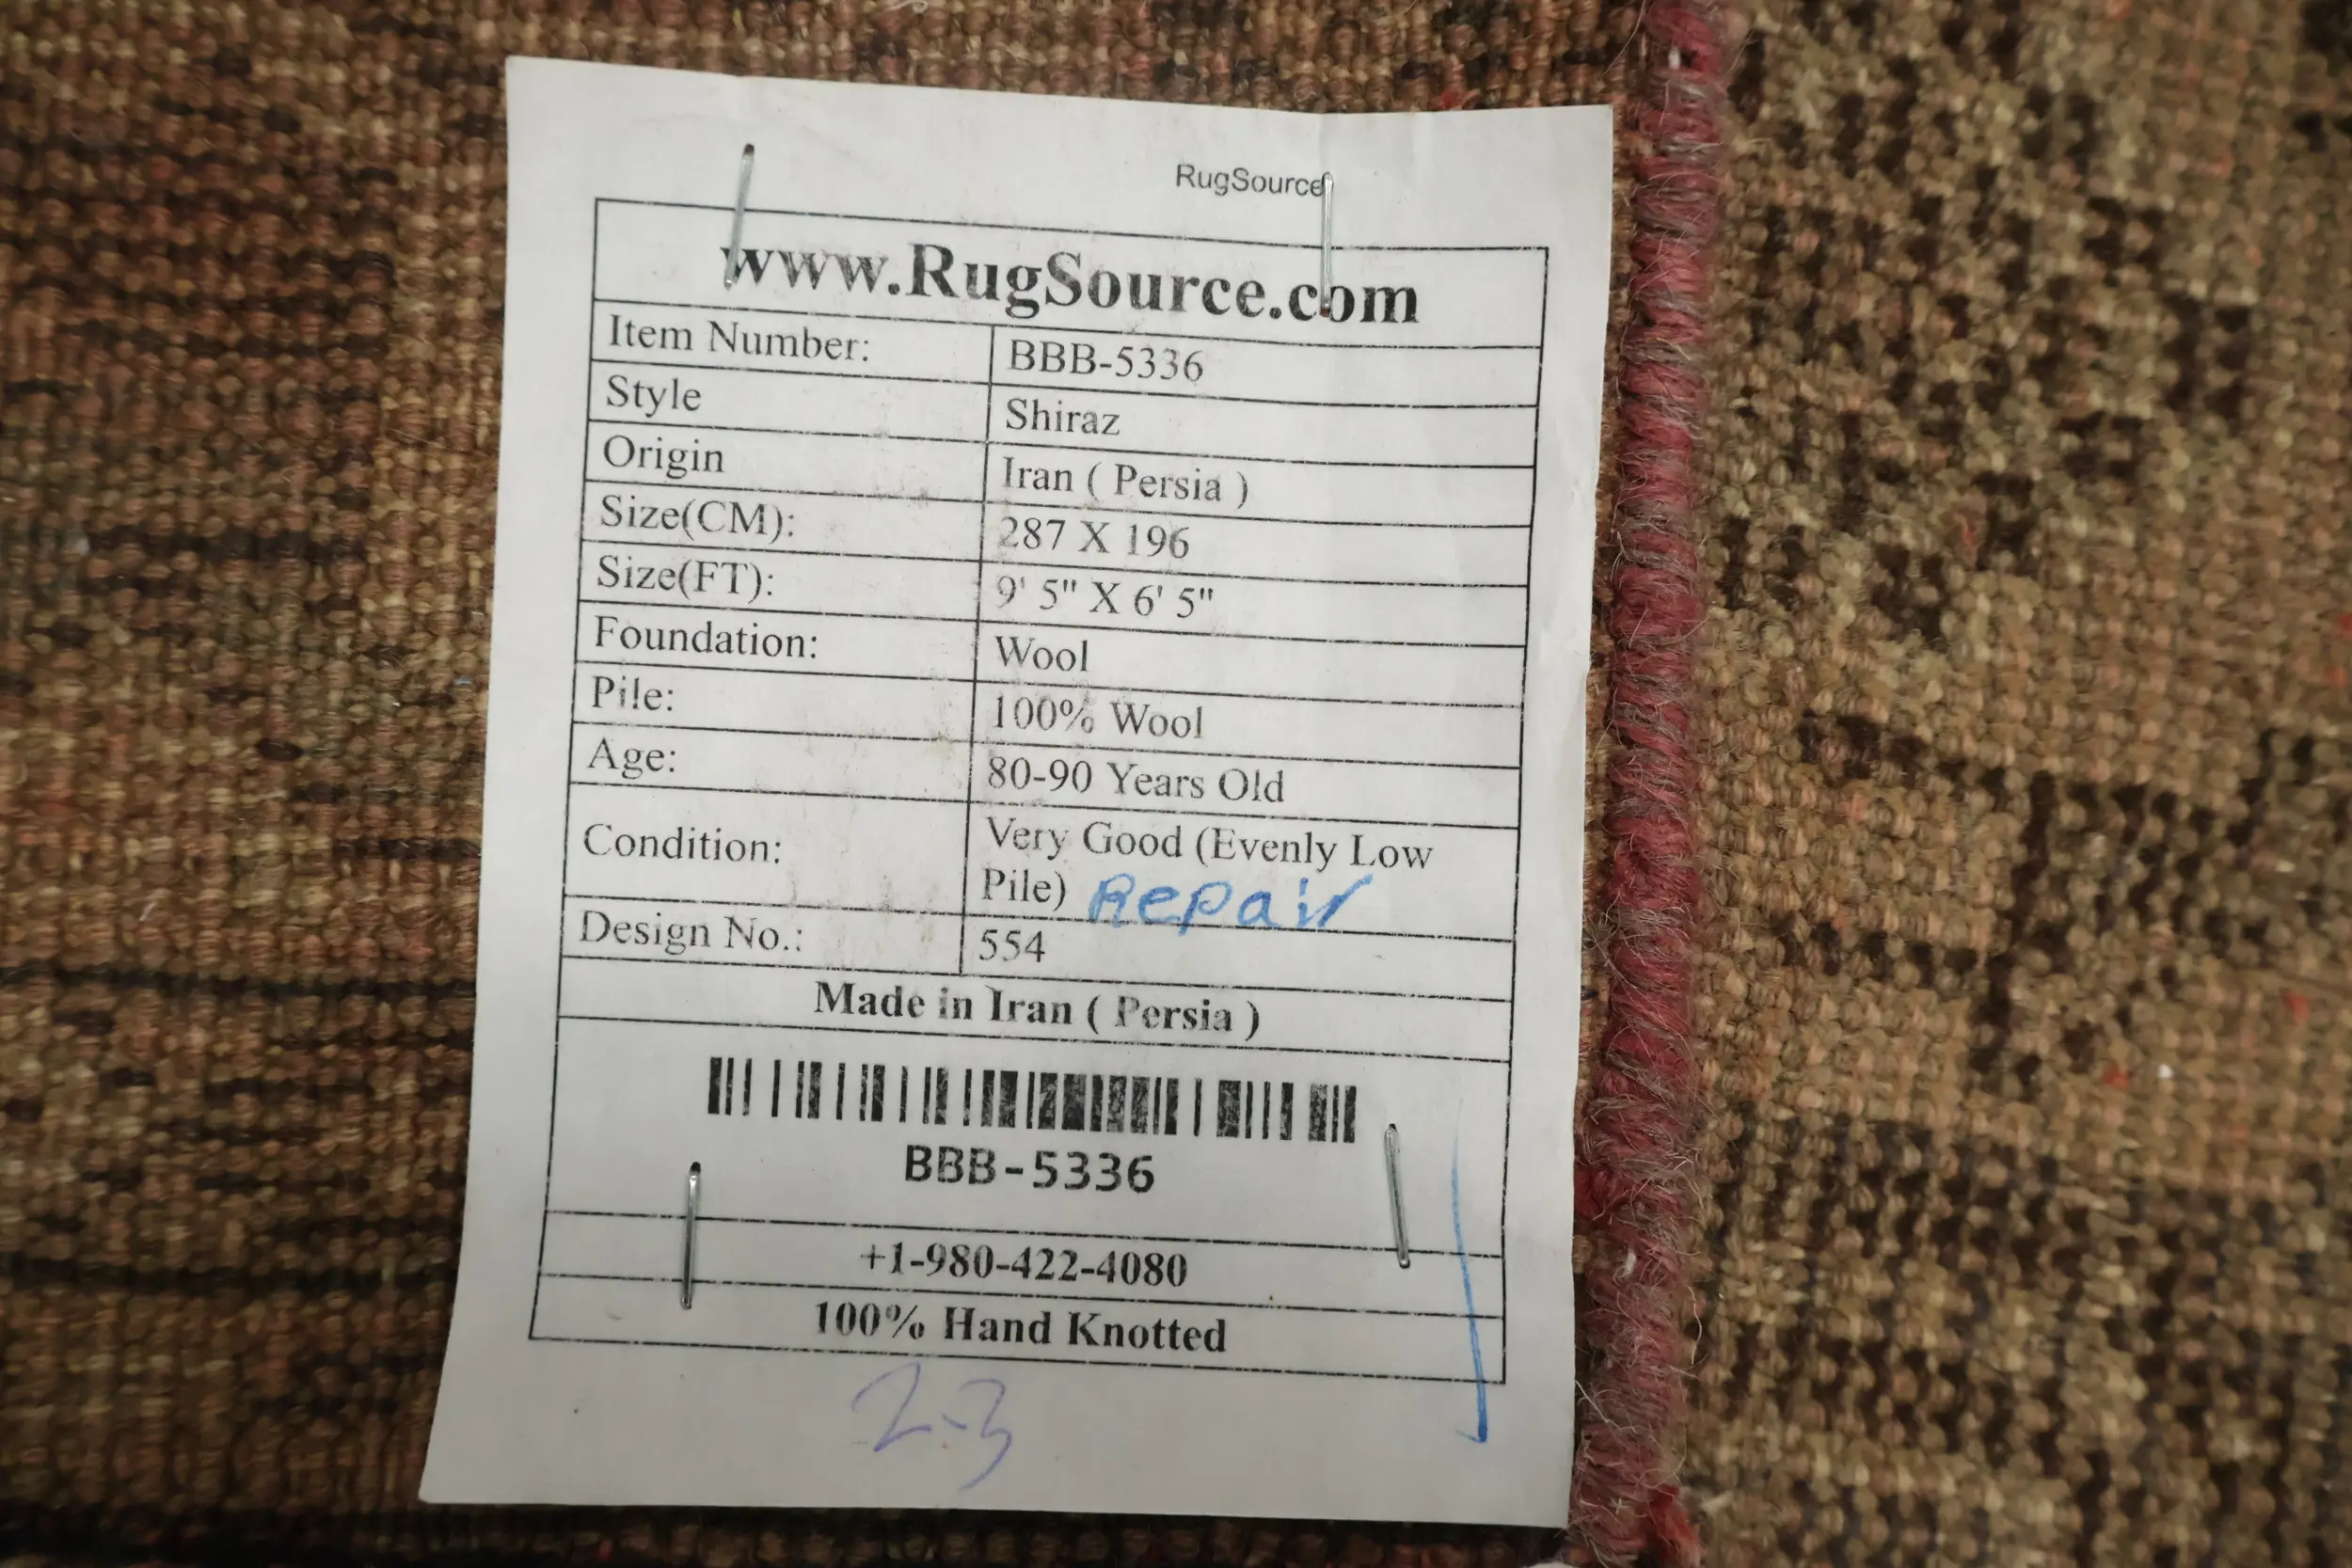 RugSource
www.RugSource.com
Item Number: BBB-5336
Style Shiraz
Origin Iran ( Persia )
Size(CM): 287 X 196
Size(FT): 9' 5" X 6' 5"
Foundation: Wool
Pile: 100% Wool
Age: 80-90 Years Old
Condition: Very Good (Evenly Low
Pile) Repair
Design No.: 554
Made in Iran ( Persia )
BBB-5336
+1-980-422-4080
100% Hand Knotted
2-3